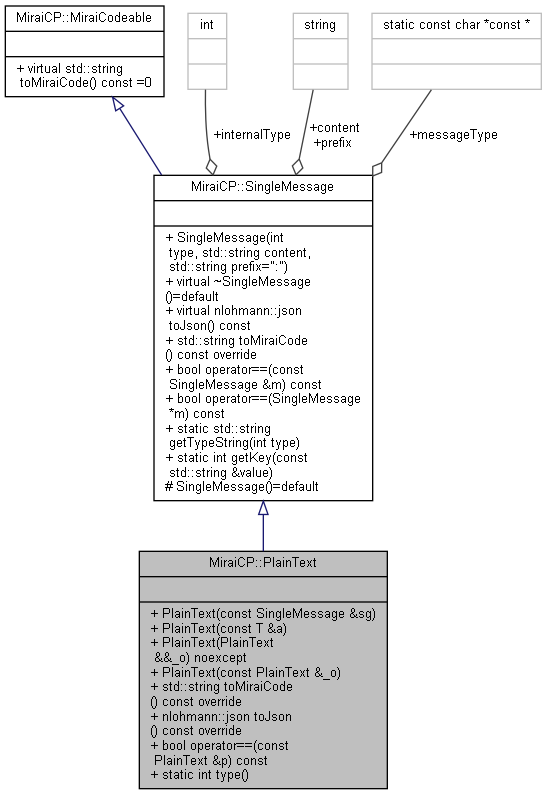 MiraiCP::MiraiCodeable
+ virtual std::string
toMiraiCode() const =0
int
string
static const char *const *
+internalType
+content
+prefix
+messageType
MiraiCP::SingleMessage
+ SingleMessage(int
type, std::string content,
std::string prefix=":")
+ virtual ~SingleMessage
()=default
+ virtual nlohmann::json
toJson() const
+ std::string toMiraiCode
() const override
+ bool operator==(const
SingleMessage &m) const
+ bool operator==(SingleMessage
*m) const
+ static std::string
getTypeString(int type)
+ static int getKey(const
std::string &value)
# SingleMessage()=default
MiraiCP::PlainText
+ PlainText(const SingleMessage &sg)
+ PlainText(const T &a)
+ PlainText(PlainText
&&_o) noexcept
+ PlainText(const PlainText &_o)
+ std::string toMiraiCode
() const override
+ nlohmann::json toJson
() const override
+ bool operator==(const
PlainText &p) const
+ static int type()